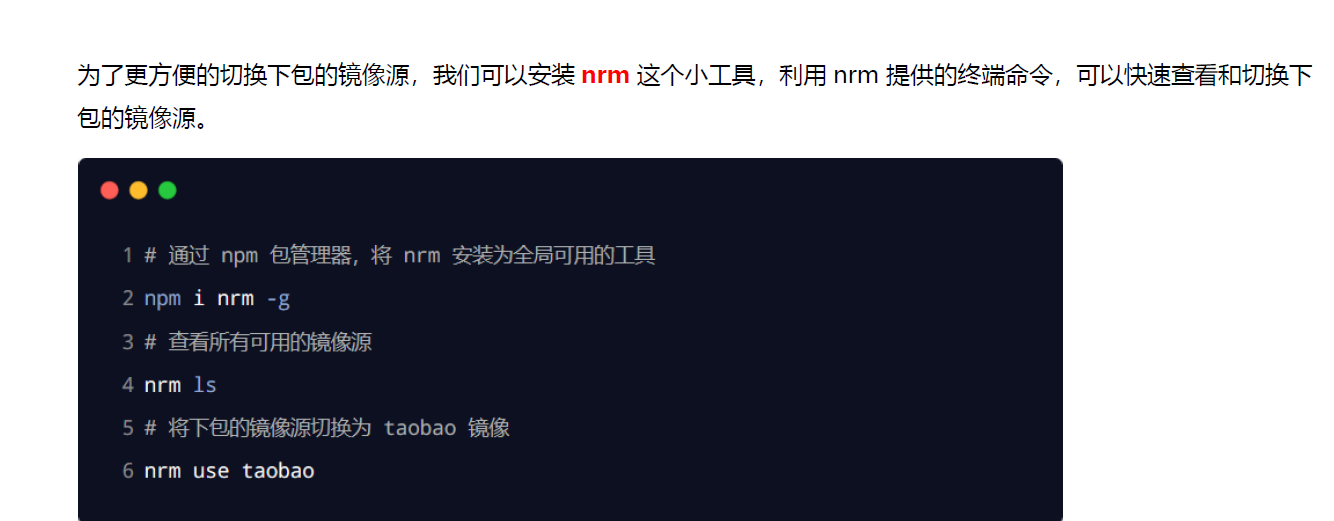 为了更方便的切换下包的镜像源，我们可以安装 nrm 这个小工具，利用 nrm 提供的终端命令，可以快速查看和切换下
包的镜像源。
1 # 通过 npm 包管理器，将 nrm 安装为全局可用的工具
2 npm i nrm -g
3 # 查看所有可用的镜像源
4 nrm ls
5 # 将下包的镜像源切换为 taobao 镜像
6 nrm use taobao